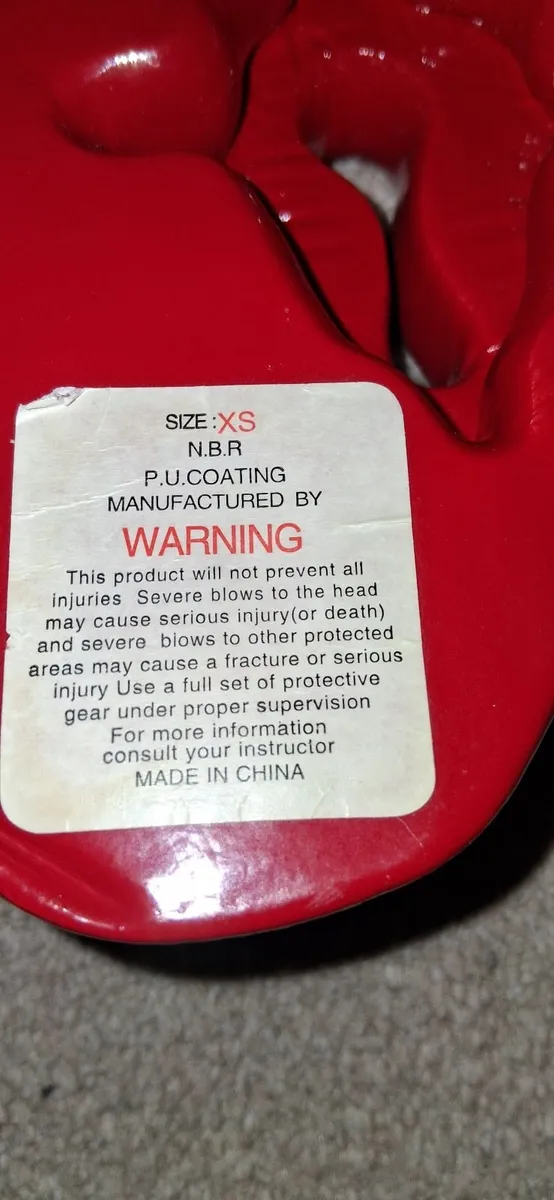 SIZE:XS
N.B.R
P.U.COATING
MANUFACTURED BY
WARNING
This product will not prevent all
injuries Severe blows to the head
may cause serious injury(or death)
and severe blows to other protected
areas may cause a fracture or serious
injury Use a full set of protective
gear under proper supervision
For more information
consult your instructor
MADE IN CHINA